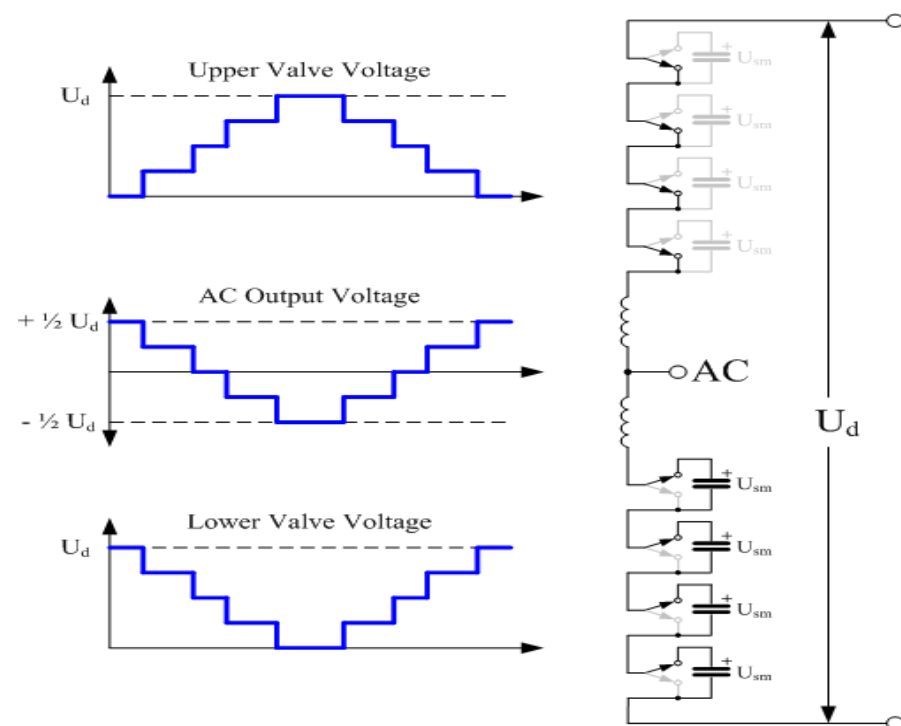 Upper Valve Voltage
U_d
AC Output Voltage
+ ½ U_d
- ½ U_d
Lower Valve Voltage
U_d
+
U_sm
+
U_sm
+
U_sm
+
U_sm
AC
U_d
+
U_sm
+
U_sm
+
U_sm
+
U_sm